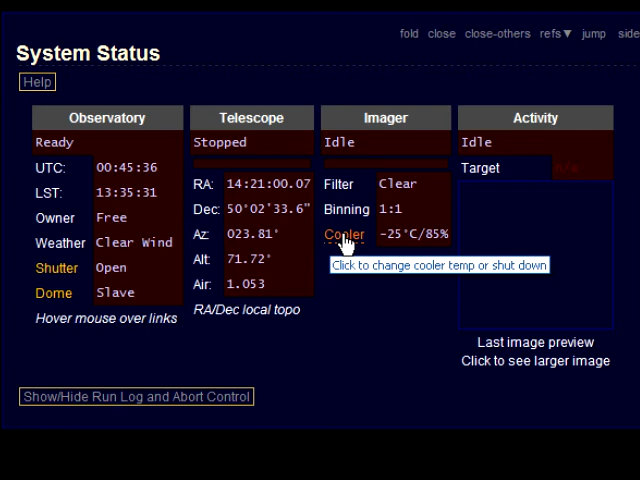 fold close close-others refs▼ jump side
System Status
Help
Observatory Telescope Imager Activity
Ready Stopped Idle Idle
UTC: 00:45:36 Target n/a
LST: 13:35:31 RA: 14:21:00.07 Filter Clear
Owner Free Dec: 50°02'33.6" Binning 1:1
Weather Clear Wind Az: 023.81° Cooler -25°C/85%
Shutter Open Alt: 71.72° Click to change cooler temp or shut down
Dome Slave Air: 1.053
Hover mouse over links RA/Dec local topo
Last image preview
Click to see larger image
Show/Hide Run Log and Abort Control